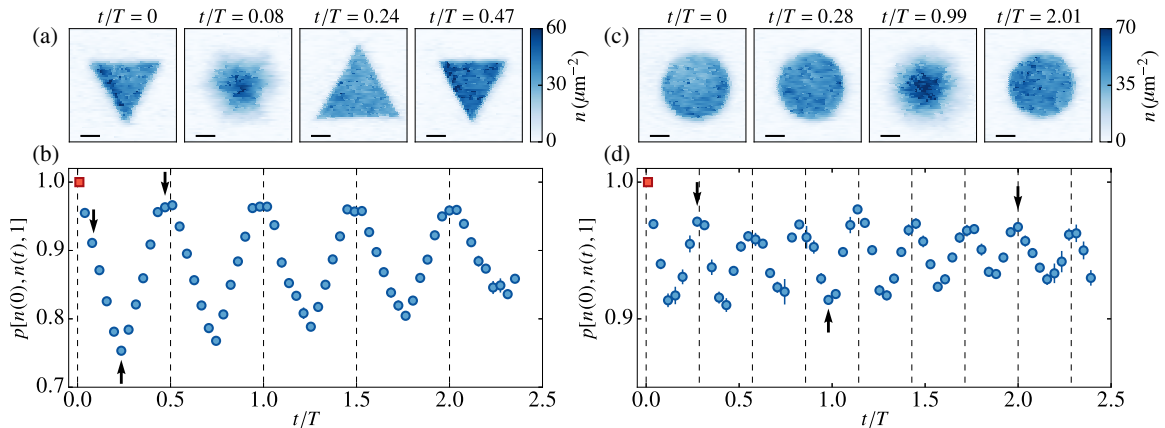 t/T = 0 t/T = 0.08 t/T = 0.24 t/T = 0.47 t/T = 0 t/T = 0.28 t/T = 0.99 t/T = 2.01
(a)
60
30
0
n (μm⁻²)
(c)
70
35
0
n (μm⁻²)
(b)
1.0
0.9
0.8
0.7
p[n(0), n(t), 1]
0.0 0.5 1.0 1.5 2.0 2.5
t/T
(d)
1.0
0.9
p[n(0), n(t), 1]
0.0 0.5 1.0 1.5 2.0 2.5
t/T